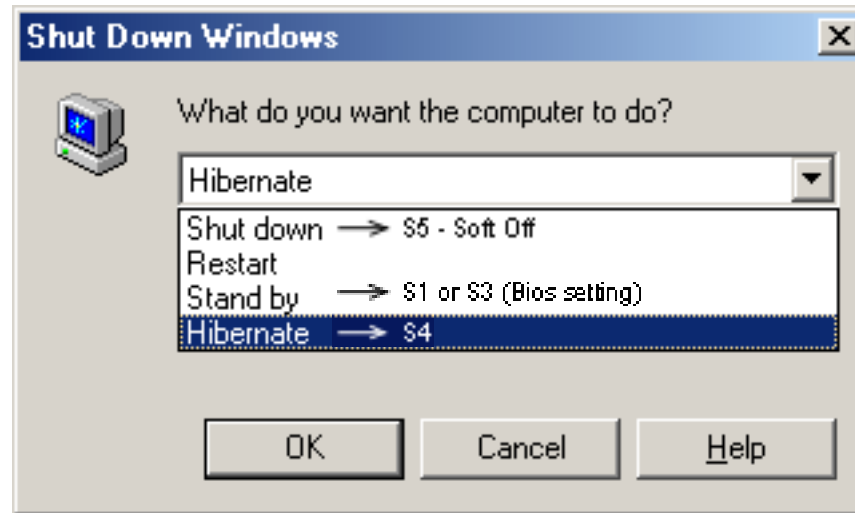 Shut Down Windows
What do you want the computer to do?
Hibernate
Shut down → S5 - Soft Off
Restart
Stand by → S1 or S3 (Bios setting)
Hibernate → S4
OK Cancel Help